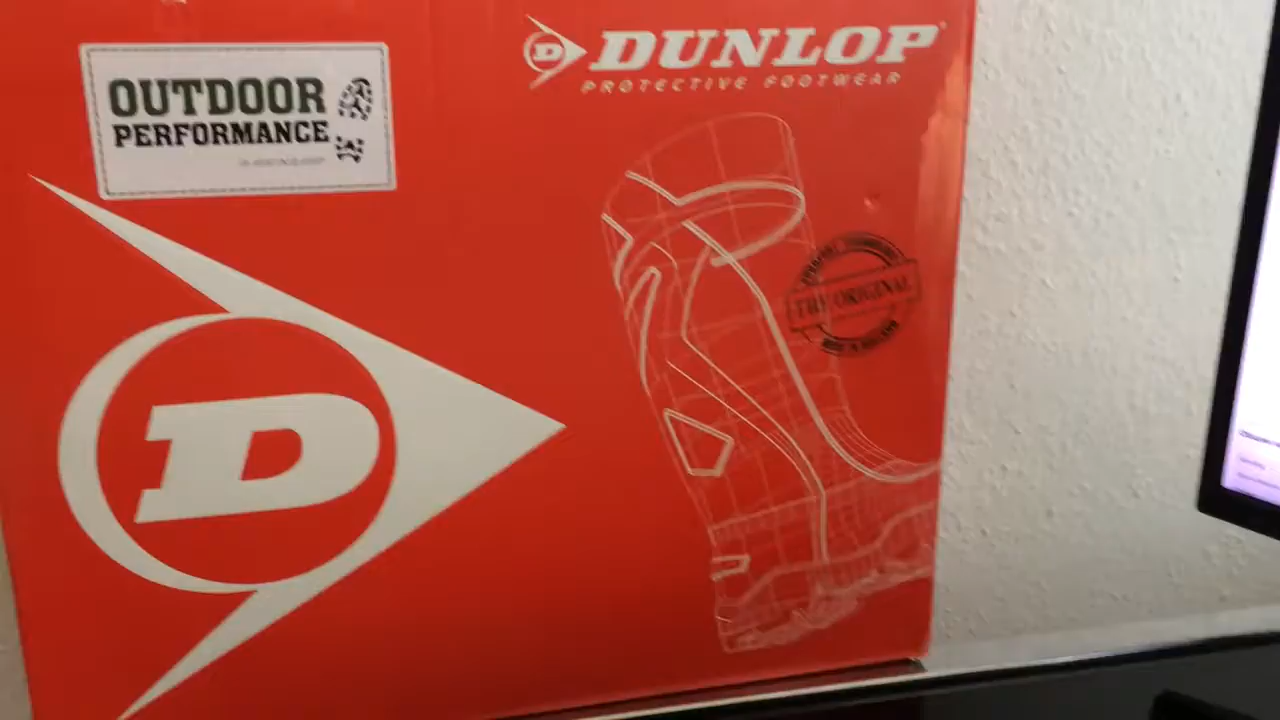 OUTDOOR
PERFORMANCE
D DUNLOP
PROTECTIVE FOOTWEAR
THE ORIGINAL
D